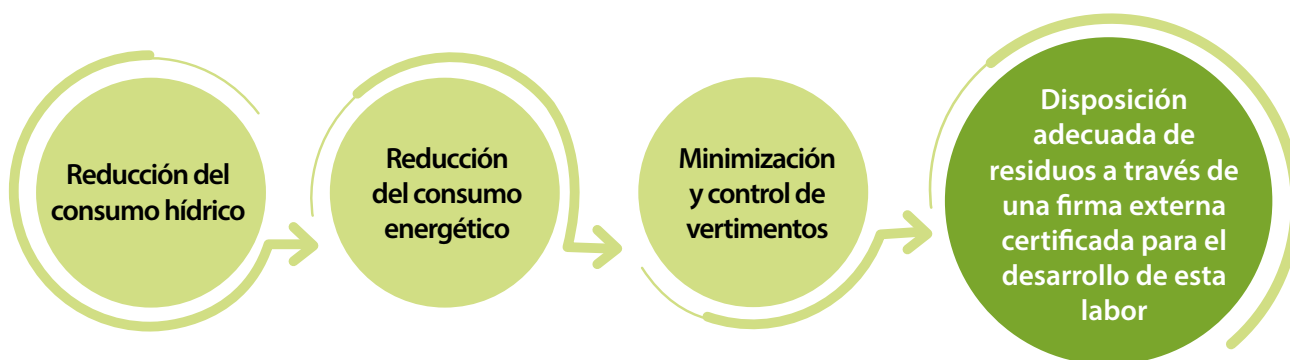 Reducción del
consumo hídrico
Reducción
del consumo
energético
Minimización
y control de
vertimentos
Disposición
adecuada de
residuos a través de
una firma externa
certificada para el
desarrollo de esta
labor